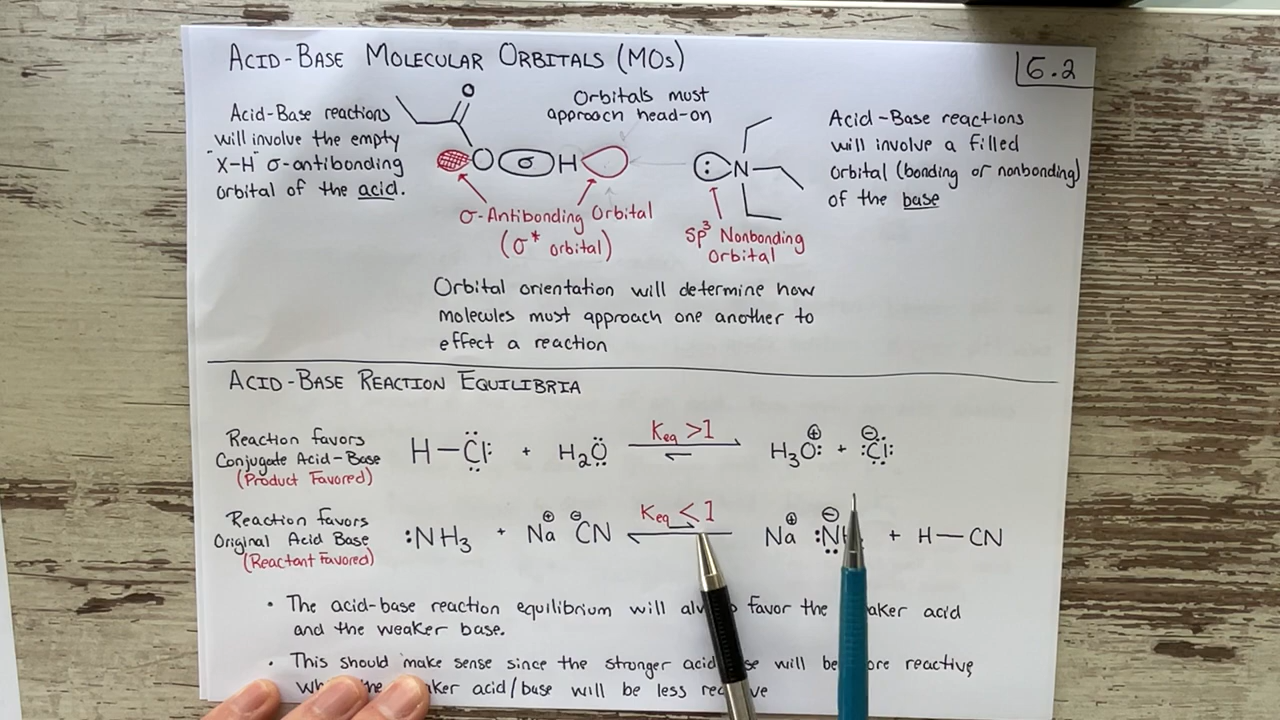 ACID-BASE MOLECULAR ORBITALS (MOs)
6.2
Acid-Base reactions
will involve the empty
"X-H" σ-antibonding
orbital of the acid.
O
O σ H
Orbitals must
approach head-on
:N
Acid-Base reactions
will involve a filled
orbital (bonding or nonbonding)
of the base
σ-Antibonding Orbital
(σ* orbital)
Sp³ Nonbonding
Orbital
Orbital orientation will determine how
molecules must approach one another to
effect a reaction
ACID-BASE REACTION EQUILIBRIA
Reaction favors
Conjugate Acid-Base
(Product Favored)
H-Cl: + H₂O Keq >1 H₃O:⊕ + :Cl:⊖
Reaction favors
Original Acid Base
(Reactant Favored)
:NH₃ + Na⊕ ⊖CN Keq <1 Na⊕ :N⊖ + H-CN
• The acid-base reaction equilibrium will favor the acid
and the weaker base.
• This should make sense since the stronger acid will be reactive,
acid/base will be less